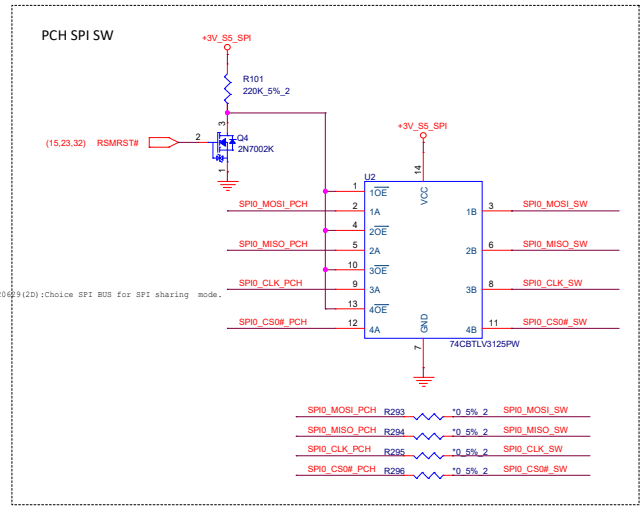 PCH SPI SW
+3V_S5_SPI
R101
220K_5%_2
3
Q4
2N7002K
2
1
(15,23,32) RSMRST#
+3V_S5_SPI
14
U2
VCC
1 1OE
SPI0_MOSI_PCH 2 1A 1B 3 SPI0_MOSI_SW
4 2OE
SPI0_MISO_PCH 5 2A 2B 6 SPI0_MISO_SW
10 3OE
(2D):Choice SPI BUS for SPI sharing mode.
SPI0_CLK_PCH 9 3A 3B 8 SPI0_CLK_SW
13 4OE
SPI0_CS0#_PCH 12 4A 4B 11 SPI0_CS0#_SW
GND
7
74CBTLV3125PW
SPI0_MOSI_PCH R293 *0_5%_2 SPI0_MOSI_SW
SPI0_MISO_PCH R294 *0_5%_2 SPI0_MISO_SW
SPI0_CLK_PCH R295 *0_5%_2 SPI0_CLK_SW
SPI0_CS0#_PCH R296 *0_5%_2 SPI0_CS0#_SW